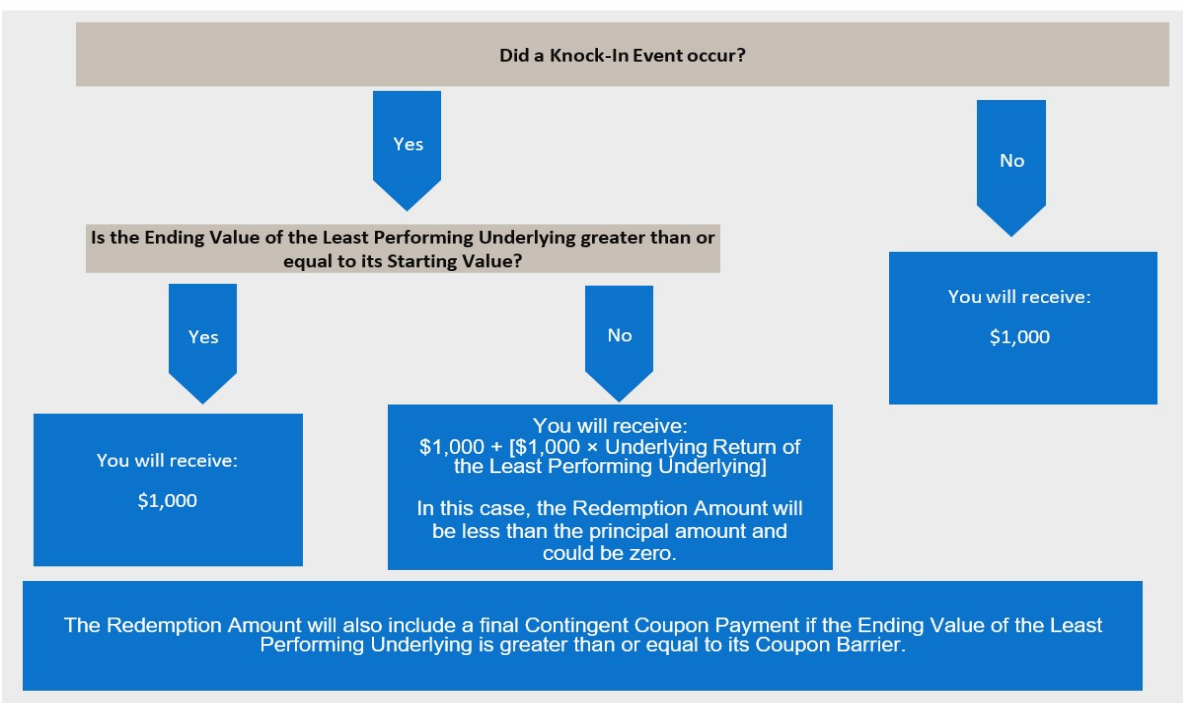 Did a Knock-In Event occur?
Yes
No
Is the Ending Value of the Least Performing Underlying greater than or
equal to its Starting Value?
Yes
No
You will receive:
$1,000
You will receive:
$1,000
You will receive:
$1,000 + [$1,000 × Underlying Return of
the Least Performing Underlying]
In this case, the Redemption Amount will
be less than the principal amount and
could be zero.
The Redemption Amount will also include a final Contingent Coupon Payment if the Ending Value of the Least
Performing Underlying is greater than or equal to its Coupon Barrier.